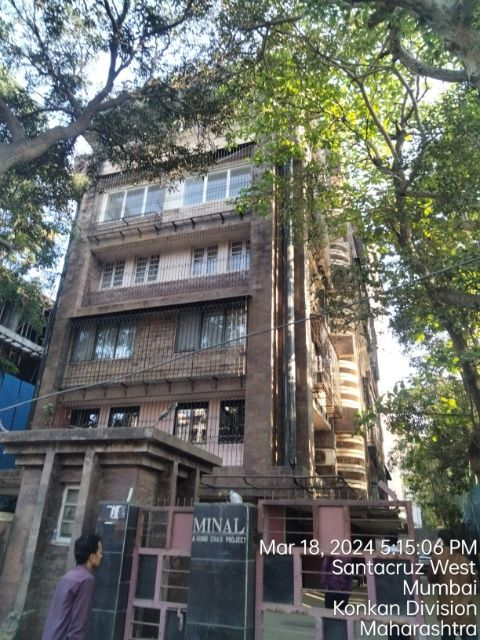 MINAL
Mar 18, 2024 5:15:06 PM
Santacruz West
Mumbai
Konkan Division
Maharashtra